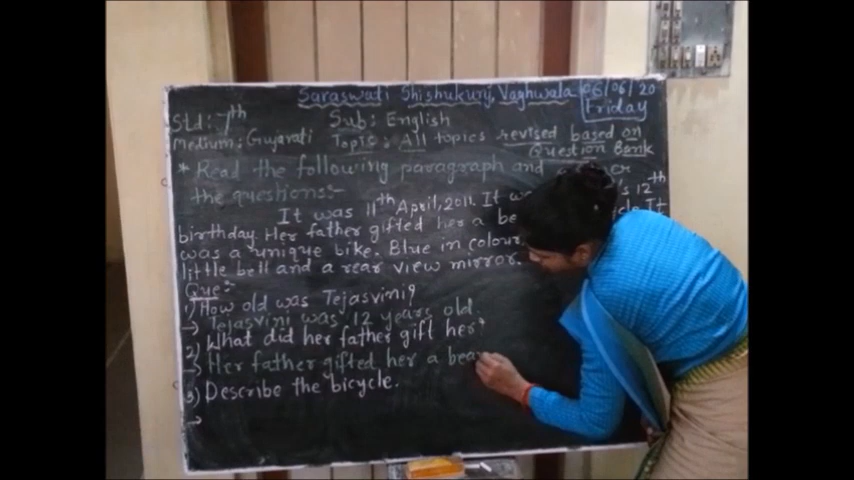 Saraswati Shishukunj, Vaghwala 06/06/20
Friday
Std: 7th Sub: English
Medium: Gujarati Topic: All topics revised based on
Question Bank
* Read the following paragraph and
the questions:-
It was 11th April, 2011. It 12th
birthday. Her father gifted her a It
was a unique bike. Blue in colour
little bell and a rear view mirror.
Que:-
1) How old was Tejasvini?
→ Tejasvini was 12 years old.
2) What did her father gift her?
→ Her father gifted her a bea
3) Describe the bicycle.
→